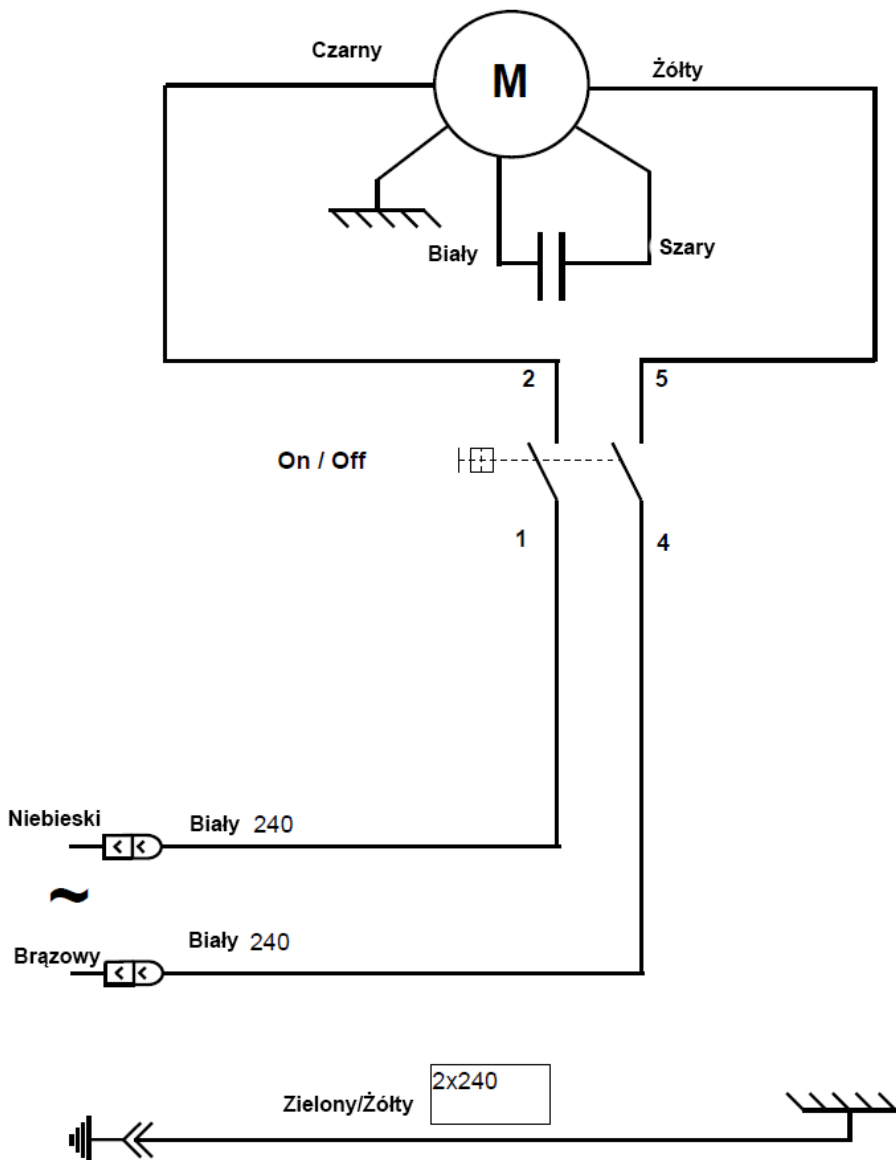 Czarny
M
Żółty
Biały
Szary
2
5
On / Off
1
4
Niebieski
Biały 240
~
Brązowy
Biały 240
Zielony/Żółty
2x240